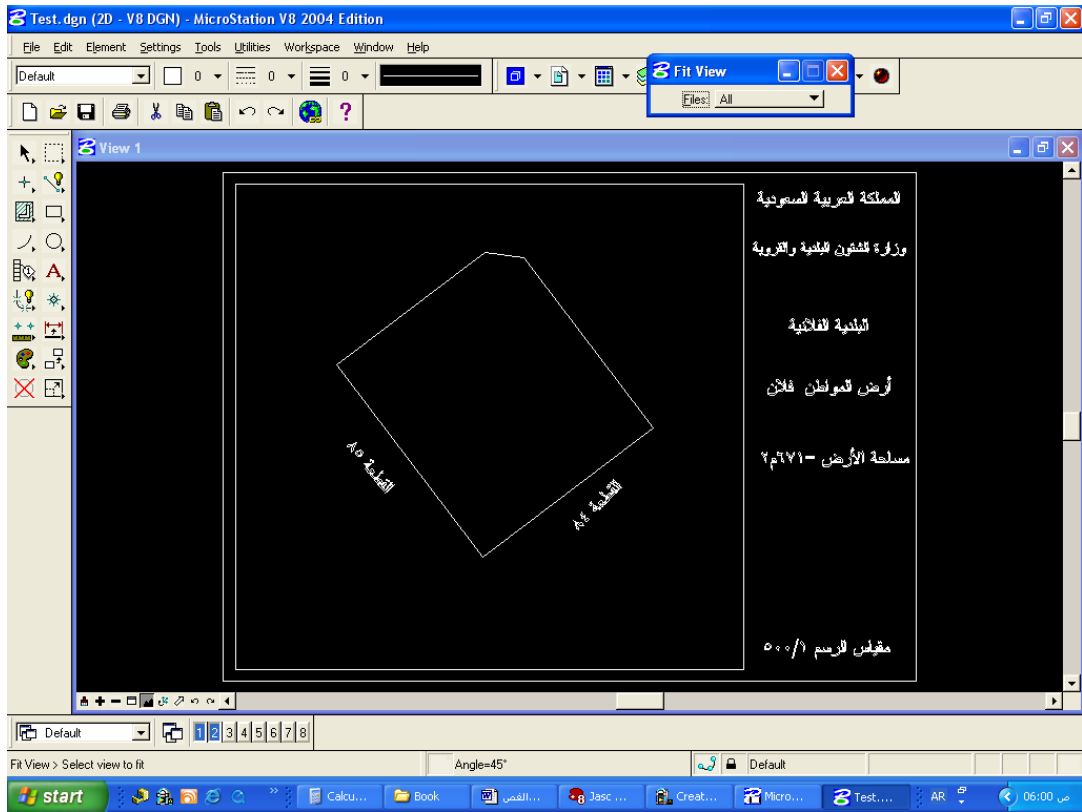 Test.dgn (2D - V8 DGN) - MicroStation V8 2004 Edition
File Edit Element Settings Tools Utilities Workspace Window Help
Default 0 0 0
Fit View
Files: All
View 1
المملكة العربية السعودية
وزارة الشئون البلدية والقروية
البلدية الفلانية
أرض المواطن فلان
مساحة الأرض -٦٧١م٢
القطعة ٨٥
القطعة ٨٤
مقياس الرسم ٥٠٠/١
Default 1 2 3 4 5 6 7 8
Fit View > Select view to fit Angle=45° Default
start Calcu... Book الفص... Jasc ... Creat... Micro... Test.... AR 06:00 ص